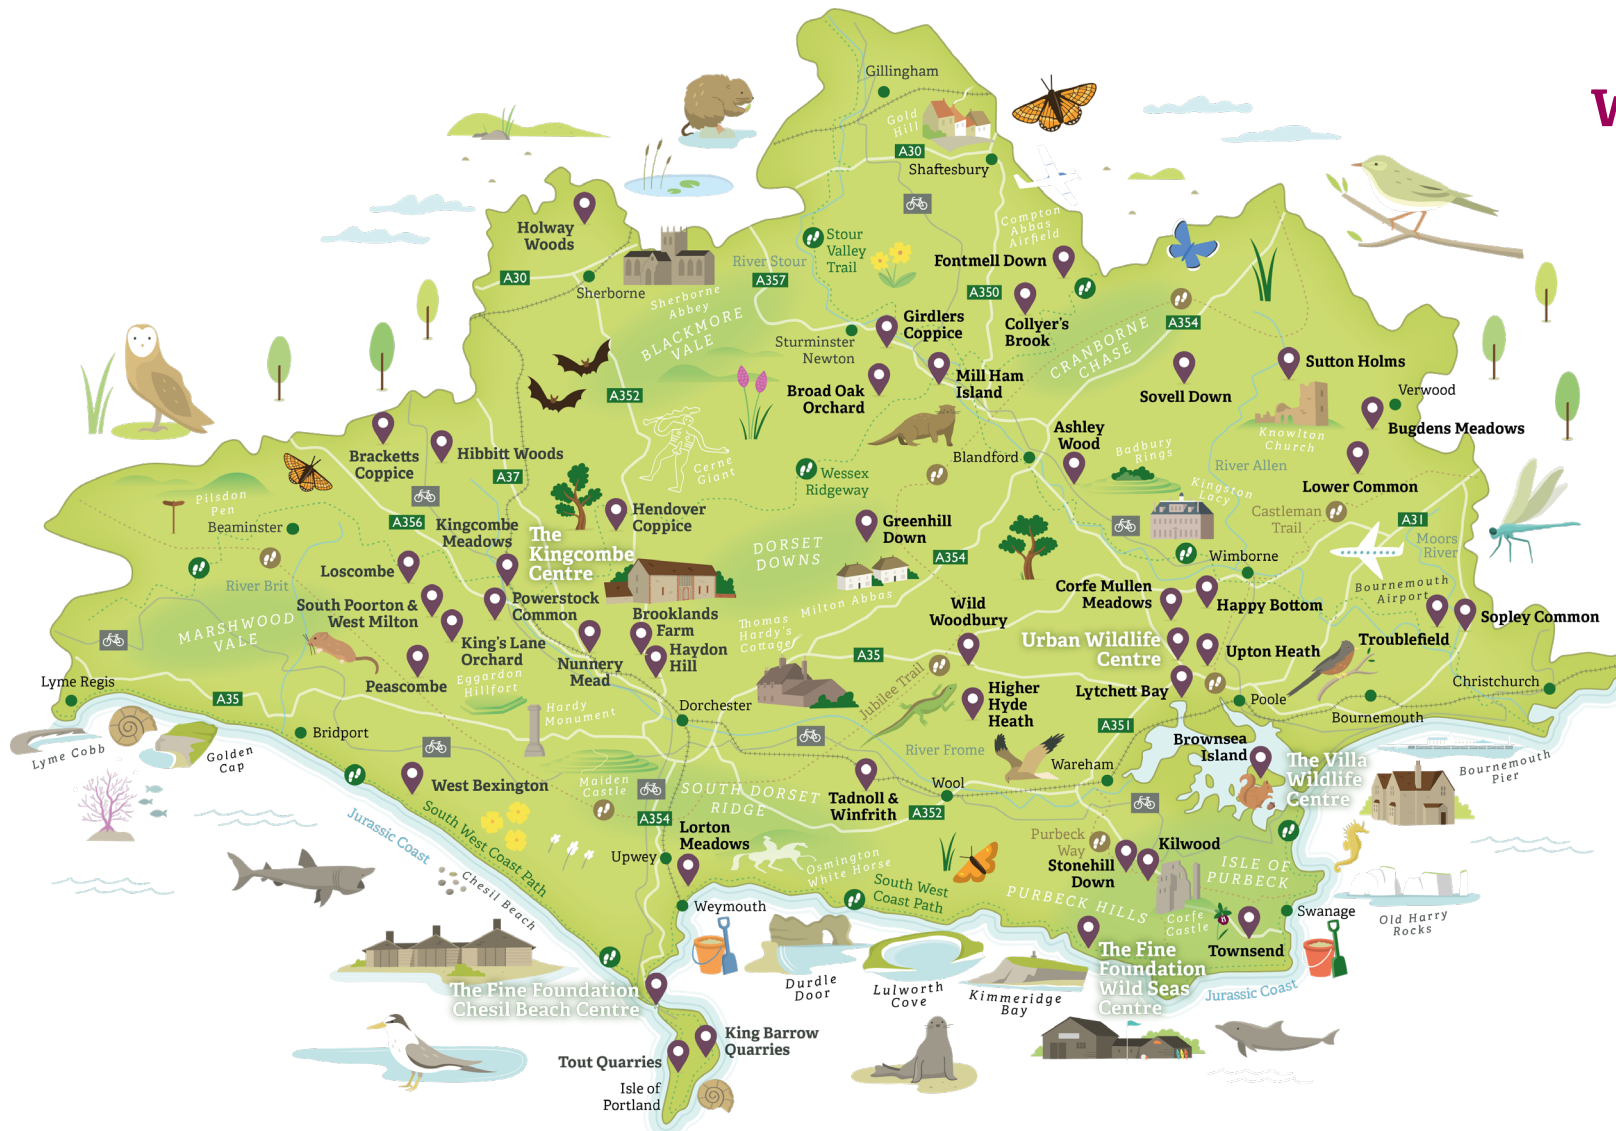 W
Gillingham
Gold
Hill
A30
Shaftesbury
Compton
Abbas
Airfield
Holway
Woods
Stour
Valley
Trail
River Stour
A357
Fontmell Down
A30
Sherborne
Sherborne
Abbey
A350
BLACKMORE
VALE
Girdlers
Coppice
Collyer's
Brook
A354
CRANBORNE
CHASE
Sturminster
Newton
Broad Oak
Orchard
Mill Ham
Island
Sovell Down
Sutton Holms
Verwood
Bugdens Meadows
Knowlton
Church
A352
Cerne
Giant
Ashley
Wood
Blandford
Badbury
Rings
River Allen
Lower Common
Bracketts
Coppice
Hibbitt Woods
A37
Wessex
Ridgeway
Kingston
Lacy
Castleman
Trail
A31
Moors
River
Pilsdon
Pen
Beaminster
A356
Kingcombe
Meadows
Hendover
Coppice
The
Kingcombe
Centre
Greenhill
Down
DORSET
DOWNS
A354
Wimborne
Bournemouth
Airport
Loscombe
River Brit
South Poorton &
West Milton
Powerstock
Common
Brooklands
Farm
Milton Abbas
Thomas
Hardy's
Cottage
Wild
Woodbury
Corfe Mullen
Meadows
Happy Bottom
Sopley Common
Troublefield
MARSHWOOD
VALE
King's Lane
Orchard
Nunnery
Mead
Haydon
Hill
A35
Urban Wildlife
Centre
Upton Heath
Peascombe
Eggardon
Hillfort
Jubilee Trail
Higher
Hyde
Heath
Lytchett Bay
Poole
Christchurch
Bournemouth
Lyme Regis
A35
Hardy
Monument
Dorchester
A351
Bridport
Lyme Cobb
Golden
Cap
River Frome
Brownsea
Island
The Villa
Wildlife
Centre
Bournemouth
Pier
Wareham
West Bexington
Maiden
Castle
SOUTH DORSET
RIDGE
Tadnoll &
Winfrith
Wool
A352
Jurassic Coast
South West Coast Path
A354
Lorton
Meadows
Upwey
Osmington
White Horse
Purbeck
Way
Stonehill
Down
Kilwood
ISLE OF
PURBECK
Chesil Beach
South West
Coast Path
PURBECK HILLS
Corfe
Castle
Weymouth
Swanage
Old Harry
Rocks
Townsend
The Fine
Foundation
Wild Seas
Centre
Jurassic Coast
The Fine Foundation
Chesil Beach Centre
Durdle
Door
Lulworth
Cove
Kimmeridge
Bay
King Barrow
Quarries
Tout Quarries
Isle of
Portland